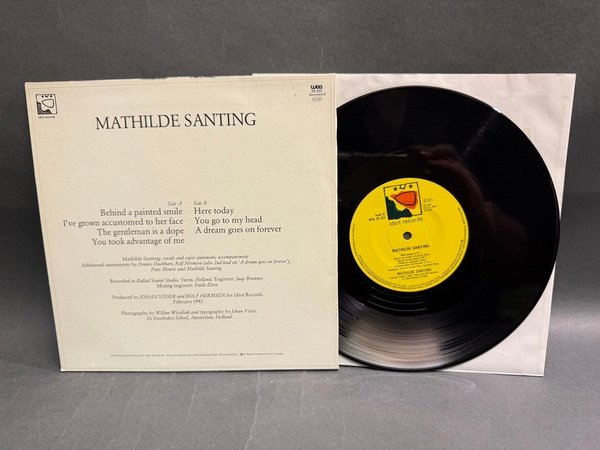 idiot records
wea
MATHILDE SANTING
Side A
Behind a painted smile
I've grown accustomed to her face
The gentleman is a dope
You took advantage of me
Side B
Here today
You go to my head
A dream goes on forever
Mathilde Santing: vocals and super automatic accompaniment
Additional instruments by Dennis Duchhart, Rolf Hermsen (also 2nd lead on 'A dream goes on forever'),
Peter Meuris and Mathilde Santing
Recorded at Ballad Sound Studio, Vuren, Holland. Engineer: Jaap Brunner.
Mixing engineer: Emile Elsen
Produced by JOHAN VISSER and ROLF HERMSEN for Idiot Records,
February 1982
Photography by Willem Wisselink and typography by Johan Visser,
De Enschedese School, Amsterdam, Holland
idiot records
MATHILDE SANTING
MATHILDE SANTING